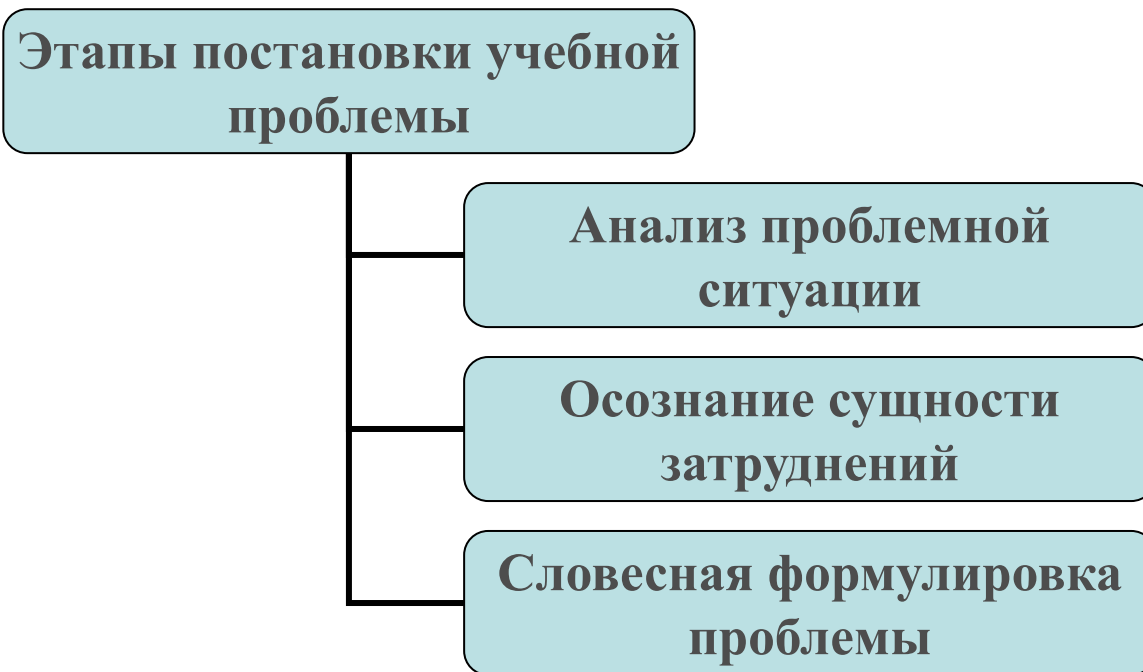 Этапы постановки учебной
проблемы
Анализ проблемной
ситуации
Осознание сущности
затруднений
Словесная формулировка
проблемы